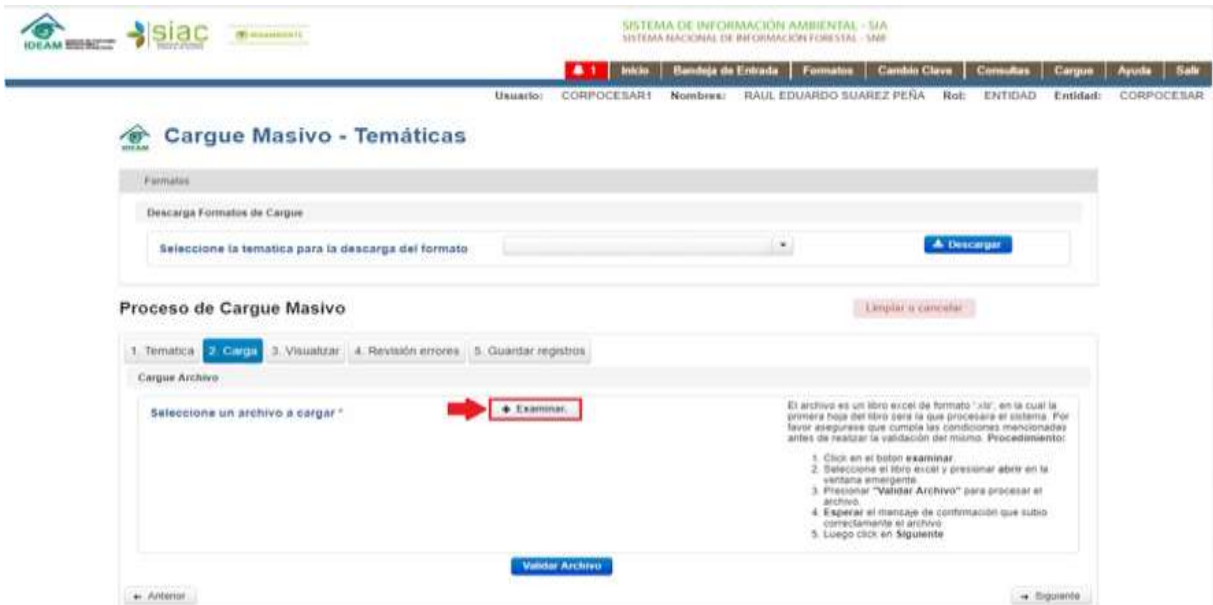 IDEAM
siac
MINAMBIENTE
SISTEMA DE INFORMACIÓN AMBIENTAL - SIA
SISTEMA NACIONAL DE INFORMACIÓN FORESTAL - SNIF
1 Inicio Bandeja de Entrada Formatos Cambio Clave Consultas Cargue Ayuda Salir
Usuario: CORPOCESAR1 Nombres: RAUL EDUARDO SUAREZ PEÑA Rol: ENTIDAD Entidad: CORPOCESAR
IDEAM
Cargue Masivo - Temáticas
Formatos
Descarga Formatos de Cargue
Seleccione la tematica para la descarga del formato
Descargar
Proceso de Cargue Masivo
Limpiar o cancelar
1. Tematica 2. Carga 3. Visualizar 4. Revisión errores 5. Guardar registros
Cargue Archivo
Seleccione un archivo a cargar *
+ Examinar.
El archivo es un libro excel de formato '.xls', en la cual la
primera hoja del libro sera la que procesara el sistema. Por
favor asegurese que cumpla las condiciones mencionadas
antes de realizar la validación del mismo. Procedimiento:
1. Click en el boton examinar.
2. Seleccione el libro excel y presionar abrir en la
ventana emergente.
3. Presionar "Validar Archivo" para procesar el
archivo.
4. Esperar el mensaje de confirmación que subio
correctamente el archivo
5. Luego click en Siguiente
Validar Archivo
← Anterior
→ Siguiente